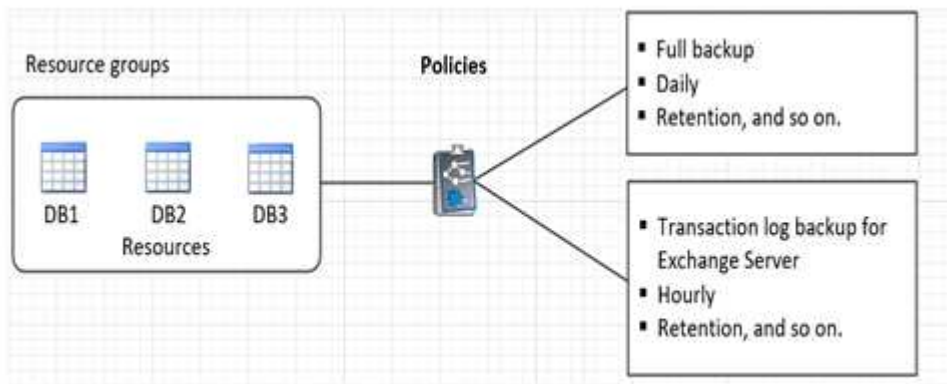 Resource groups
DB1
DB2
DB3
Resources
Policies
▪ Full backup
▪ Daily
▪ Retention, and so on.
▪ Transaction log backup for
Exchange Server
▪ Hourly
▪ Retention, and so on.